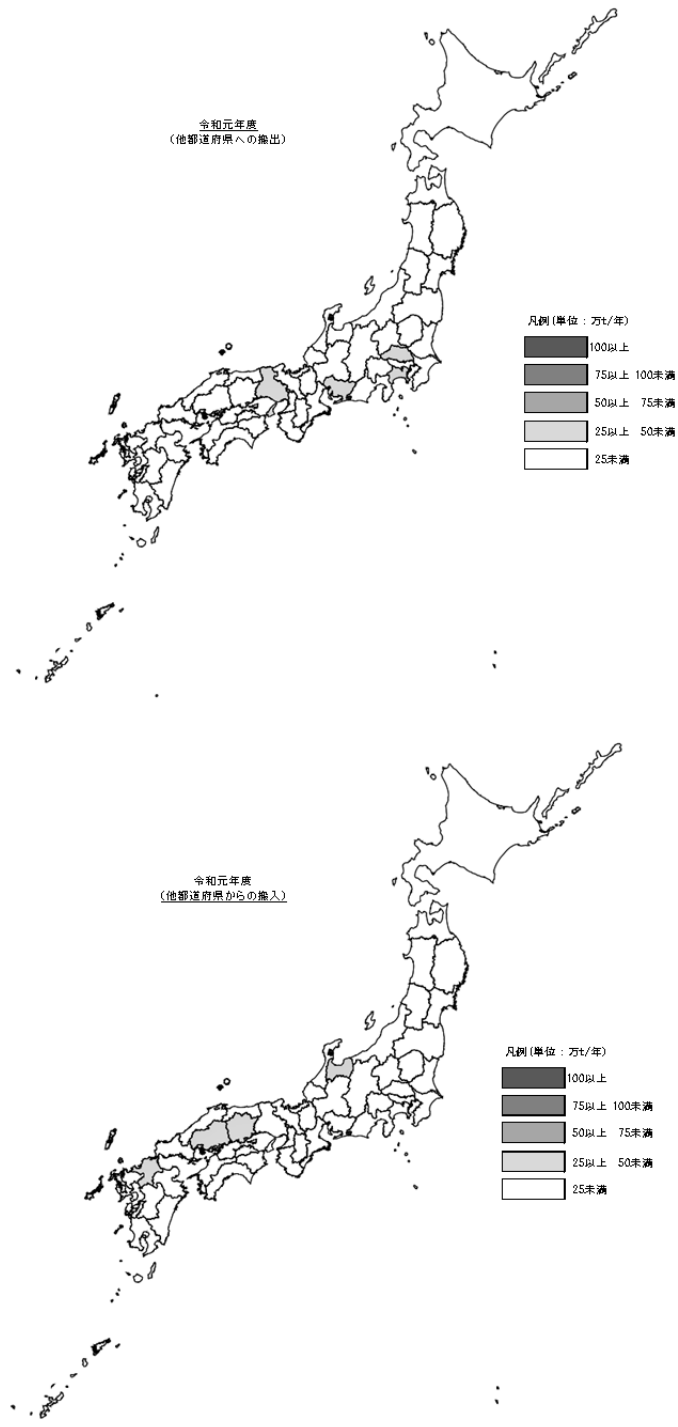 令和元年度
(他都道府県への搬出)
凡例(単位：万t/年)
100以上
75以上 100未満
50以上 75未満
25以上 50未満
25未満
令和元年度
(他都道府県からの搬入)
凡例(単位：万t/年)
100以上
75以上 100未満
50以上 75未満
25以上 50未満
25未満